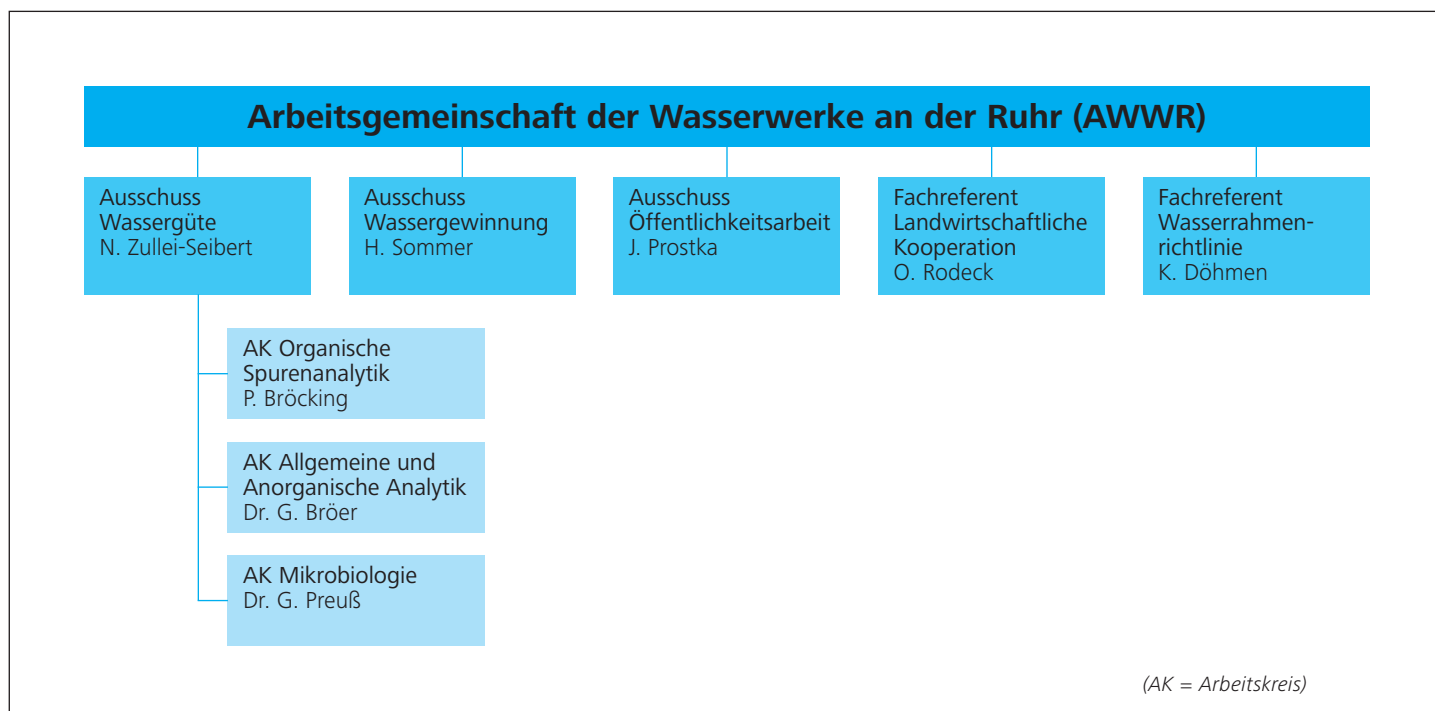 Arbeitsgemeinschaft der Wasserwerke an der Ruhr (AWWR)
Ausschuss
Wassergüte
N. Zullei-Seibert
Ausschuss
Wassergewinnung
H. Sommer
Ausschuss
Öffentlichkeitsarbeit
J. Prostka
Fachreferent
Landwirtschaftliche
Kooperation
O. Rodeck
Fachreferent
Wasserrahmen-
richtlinie
K. Döhmen
AK Organische
Spurenanalytik
P. Bröcking
AK Allgemeine und
Anorganische Analytik
Dr. G. Bröer
AK Mikrobiologie
Dr. G. Preuß
(AK = Arbeitskreis)